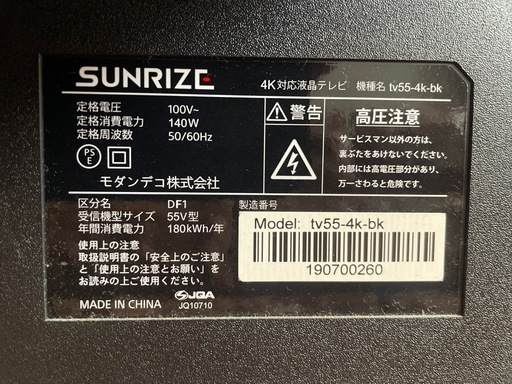 SUNRIZE
4K対応液晶テレビ 機種名 tv55-4k-bk
定格電圧 100V~
定格消費電力 140W
定格周波数 50/60Hz
PS
E
モダンデコ株式会社
警告
高圧注意
サービスマン以外の方は、
裏ぶたをあけないでください。
内部には高電圧部分があり、
万一さわると危険です。
区分名 DF1
受信機型サイズ 55V型
年間消費電力 180kWh/年
使用上の注意
取扱説明書の「安全上のご注意」
と「使用上の注意とお願い」を
お読みの上ご使用ください。
MADE IN CHINA
JQA
JQ10710
製造番号
Model: tv55-4k-bk
190700260